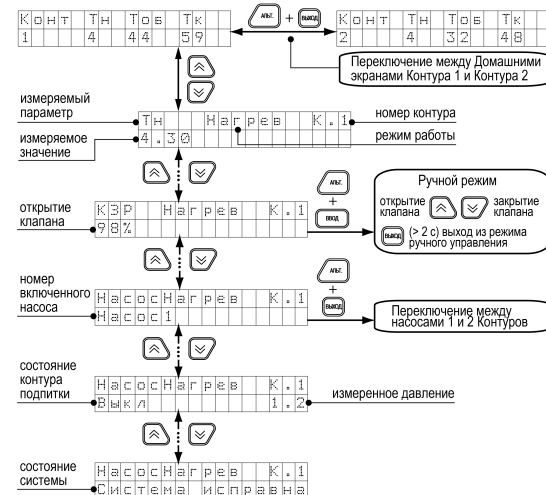 Конт Тн Тоб Тк
1 4 44 59
АЛЬТ. + ВЫХОД
Конт Тн Тоб Тк
2 4 32 48
Переключение между Домашними
экранами Контура 1 и Контура 2
измеряемый
параметр
Тн Нагрев К.1
номер контура
измеряемое
значение
4.30
режим работы
открытие
клапана
КЗР Нагрев К.1
98%
АЛЬТ.
+
ВВОД
Ручной режим
открытие
клапана
закрытие
клапана
ВЫХОД (> 2 с) выход из режима
ручного управления
номер
включенного
насоса
НасосНагрев К.1
Насос1
АЛЬТ.
+
ВЫХОД
Переключение между
насосами 1 и 2 Контуров
состояние
контура
подпитки
НасосНагрев К.1
Выкл 1.2
измеренное давление
состояние
системы
НасосНагрев К.1
Система исправна